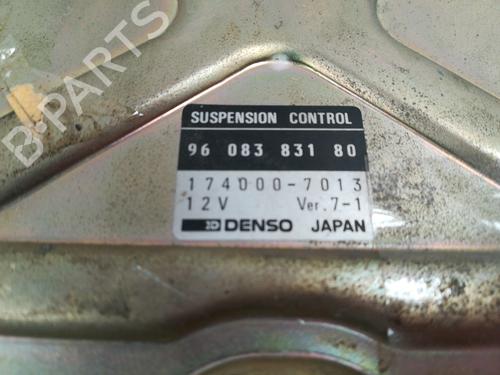 B-PARTS
SUSPENSION CONTROL
96 083 831 80
174000-7013
12V Ver. 7-1
DENSO JAPAN